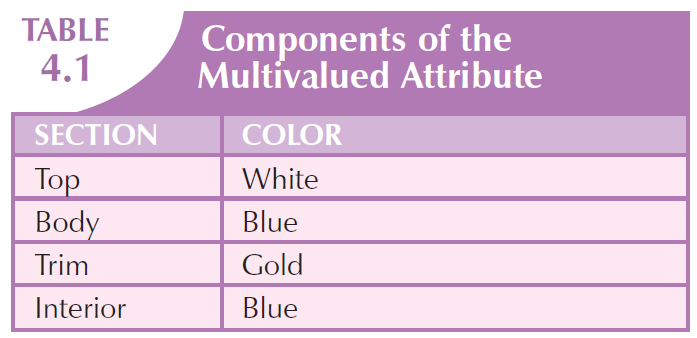 TABLE
4.1
Components of the
Multivalued Attribute
SECTION COLOR
Top White
Body Blue
Trim Gold
Interior Blue